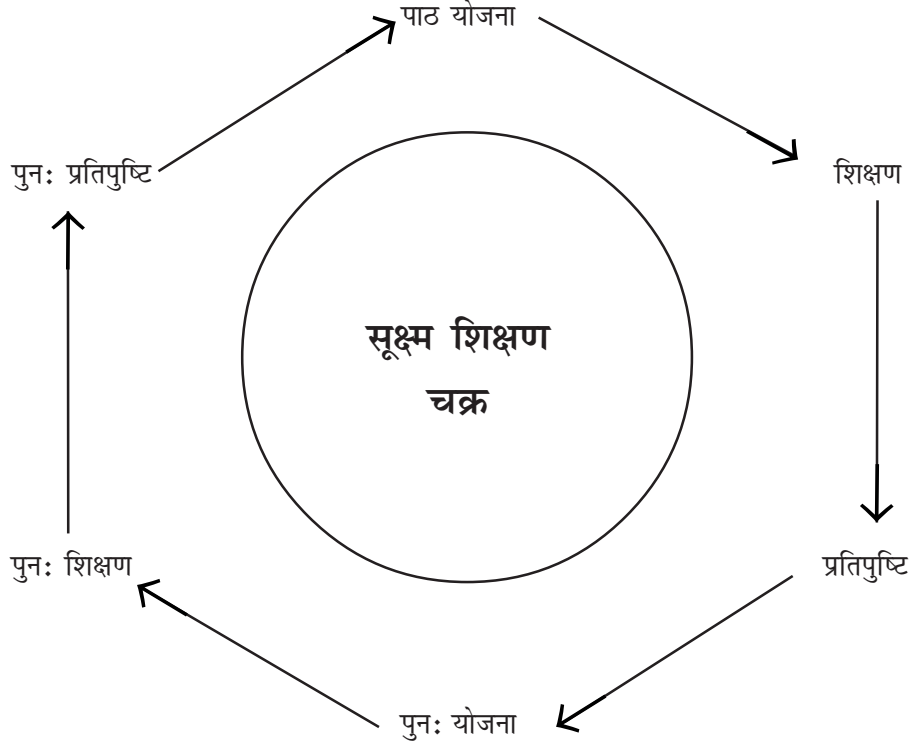 पाठ योजना
शिक्षण
प्रतिपुष्टि
पुन: योजना
पुन: शिक्षण
पुन: प्रतिपुष्टि
सूक्ष्म शिक्षण
चक्र